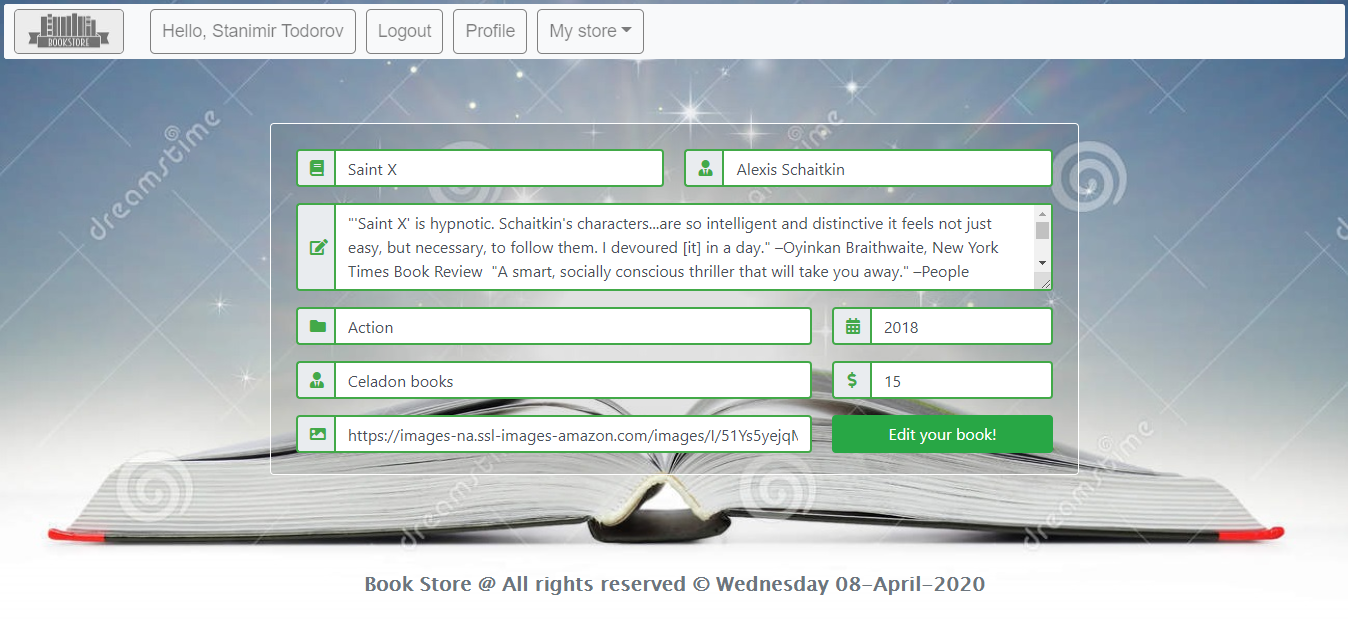 BOOKSTORE
Hello, Stanimir Todorov
Logout
Profile
My store
Saint X
Alexis Schaitkin
"'Saint X' is hypnotic. Schaitkin's characters...are so intelligent and distinctive it feels not just
easy, but necessary, to follow them. I devoured [it] in a day." –Oyinkan Braithwaite, New York
Times Book Review  "A smart, socially conscious thriller that will take you away." –People
Action
2018
Celadon books
$
15
https://images-na.ssl-images-amazon.com/images/I/51Ys5yejqM
Edit your book!
Book Store @ All rights reserved © Wednesday 08-April-2020
dreamstime
dreamstime
dreamstime
dreamstime